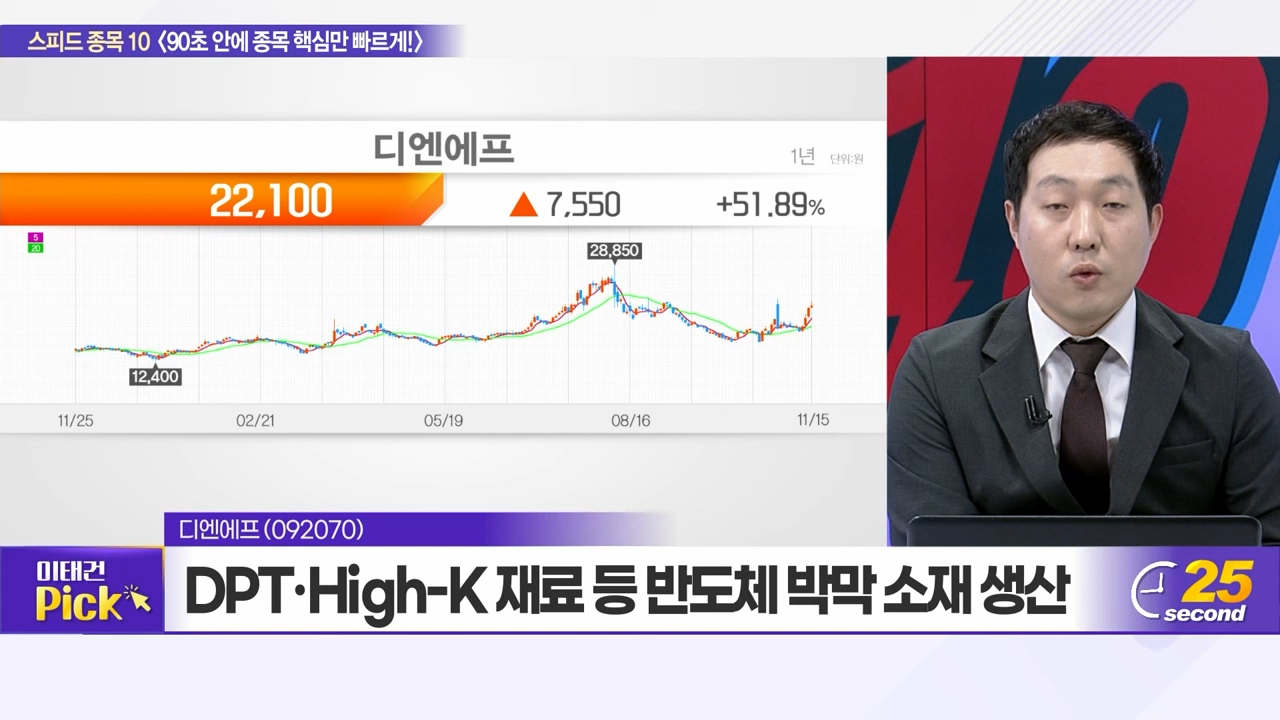 스피드 종목 10 〈90초 안에 종목 핵심만 빠르게!〉
디엔에프
1년 단위:원
22,100 ▲ 7,550 +51.89%
5
20
28,850
12,400
11/25 02/21 05/19 08/16 11/15
10
디엔에프 (092070)
이태건
Pick
DPT·High-K 재료 등 반도체 박막 소재 생산
25
second